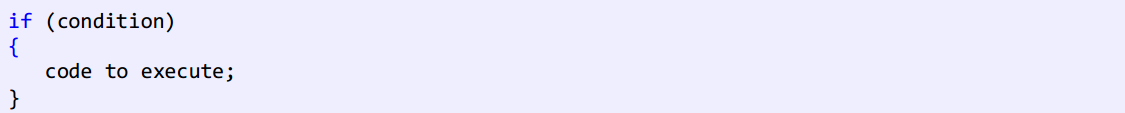 if (condition)
{
   code to execute;
}